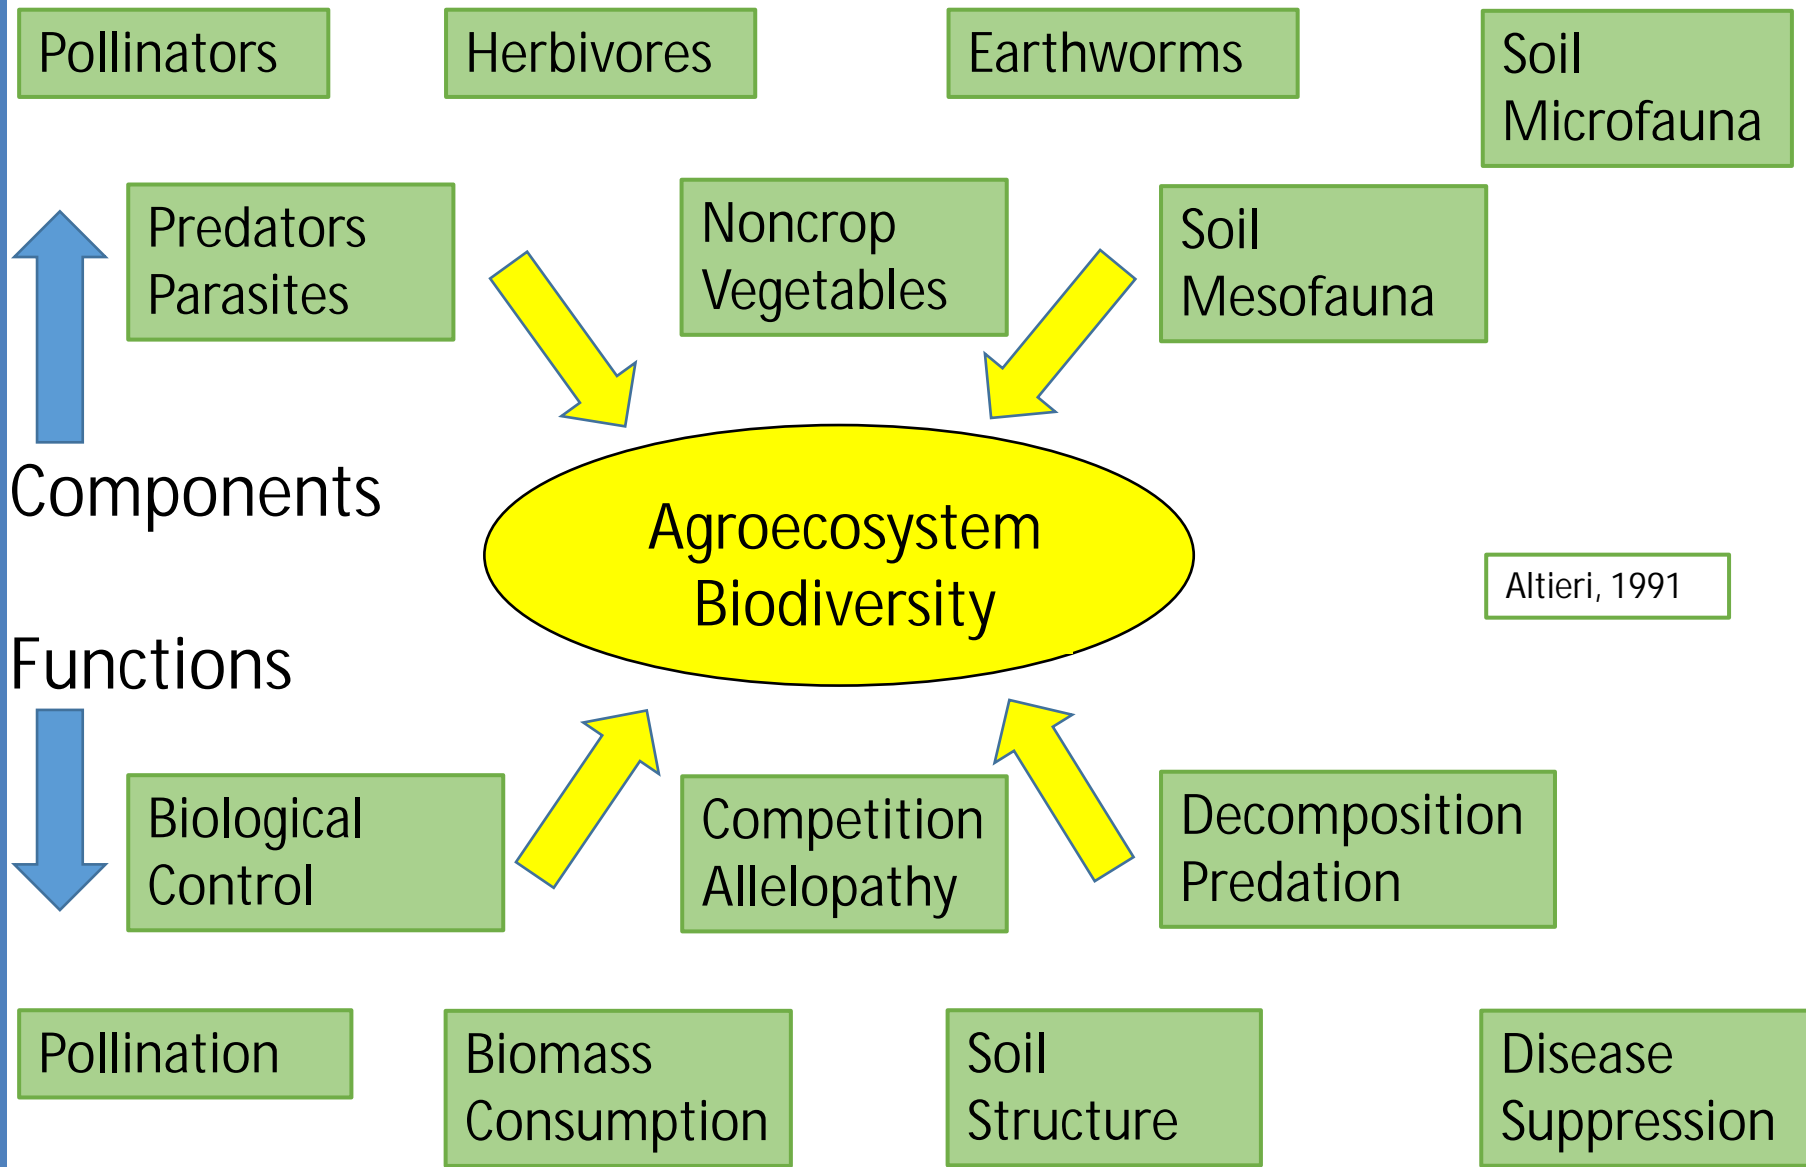 Pollinators
Herbivores
Earthworms
Soil
Microfauna
Predators
Parasites
Noncrop
Vegetables
Soil
Mesofauna
Components
Agroecosystem
Biodiversity
Altieri, 1991
Functions
Biological
Control
Competition
Allelopathy
Decomposition
Predation
Pollination
Biomass
Consumption
Soil
Structure
Disease
Suppression